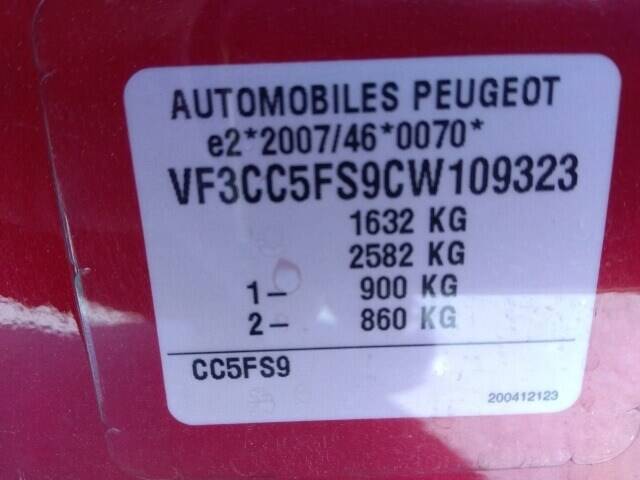 AUTOMOBILES PEUGEOT
e2*2007/46*0070*
VF3CC5FS9CW109323
1632 KG
2582 KG
1- 900 KG
2- 860 KG
CC5FS9
200412123